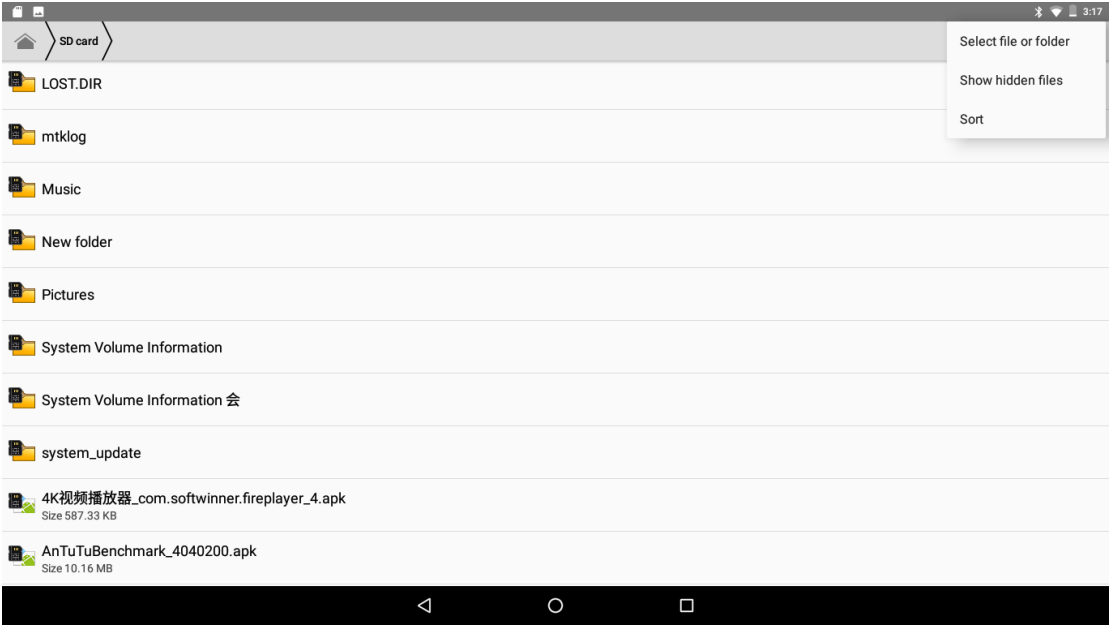 3:17
SD card
Select file or folder
Show hidden files
Sort
LOST.DIR
mtklog
Music
New folder
Pictures
System Volume Information
System Volume Information 会
system_update
4K视频播放器_com.softwinner.fireplayer_4.apk
Size 587.33 KB
AnTuTuBenchmark_4040200.apk
Size 10.16 MB